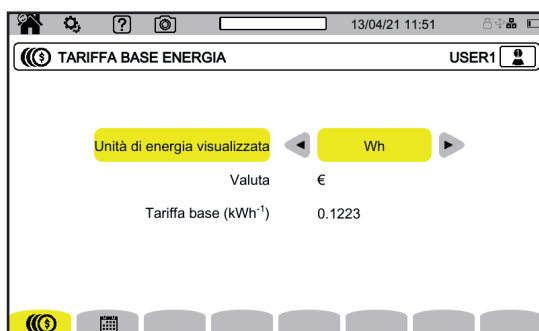 13/04/21 11:51
TARIFFA BASE ENERGIA
USER1
Unità di energia visualizzata
Wh
Valuta
€
Tariffa base (kWh⁻¹)
0.1223